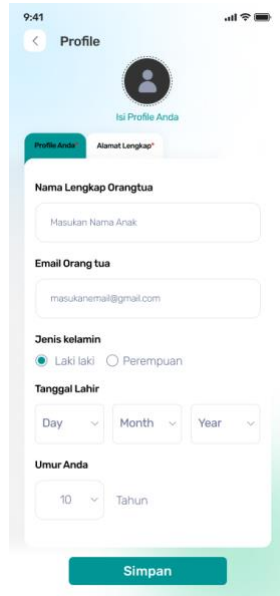 9:41
Profile
Isi Profile Anda
Profile Anda*
Alamat Lengkap*
Nama Lengkap Orangtua
Masukan Nama Anak
Email Orang tua
masukanemail@gmail.com
Jenis kelamin
Laki laki Perempuan
Tanggal Lahir
Day Month Year
Umur Anda
10 Tahun
Simpan